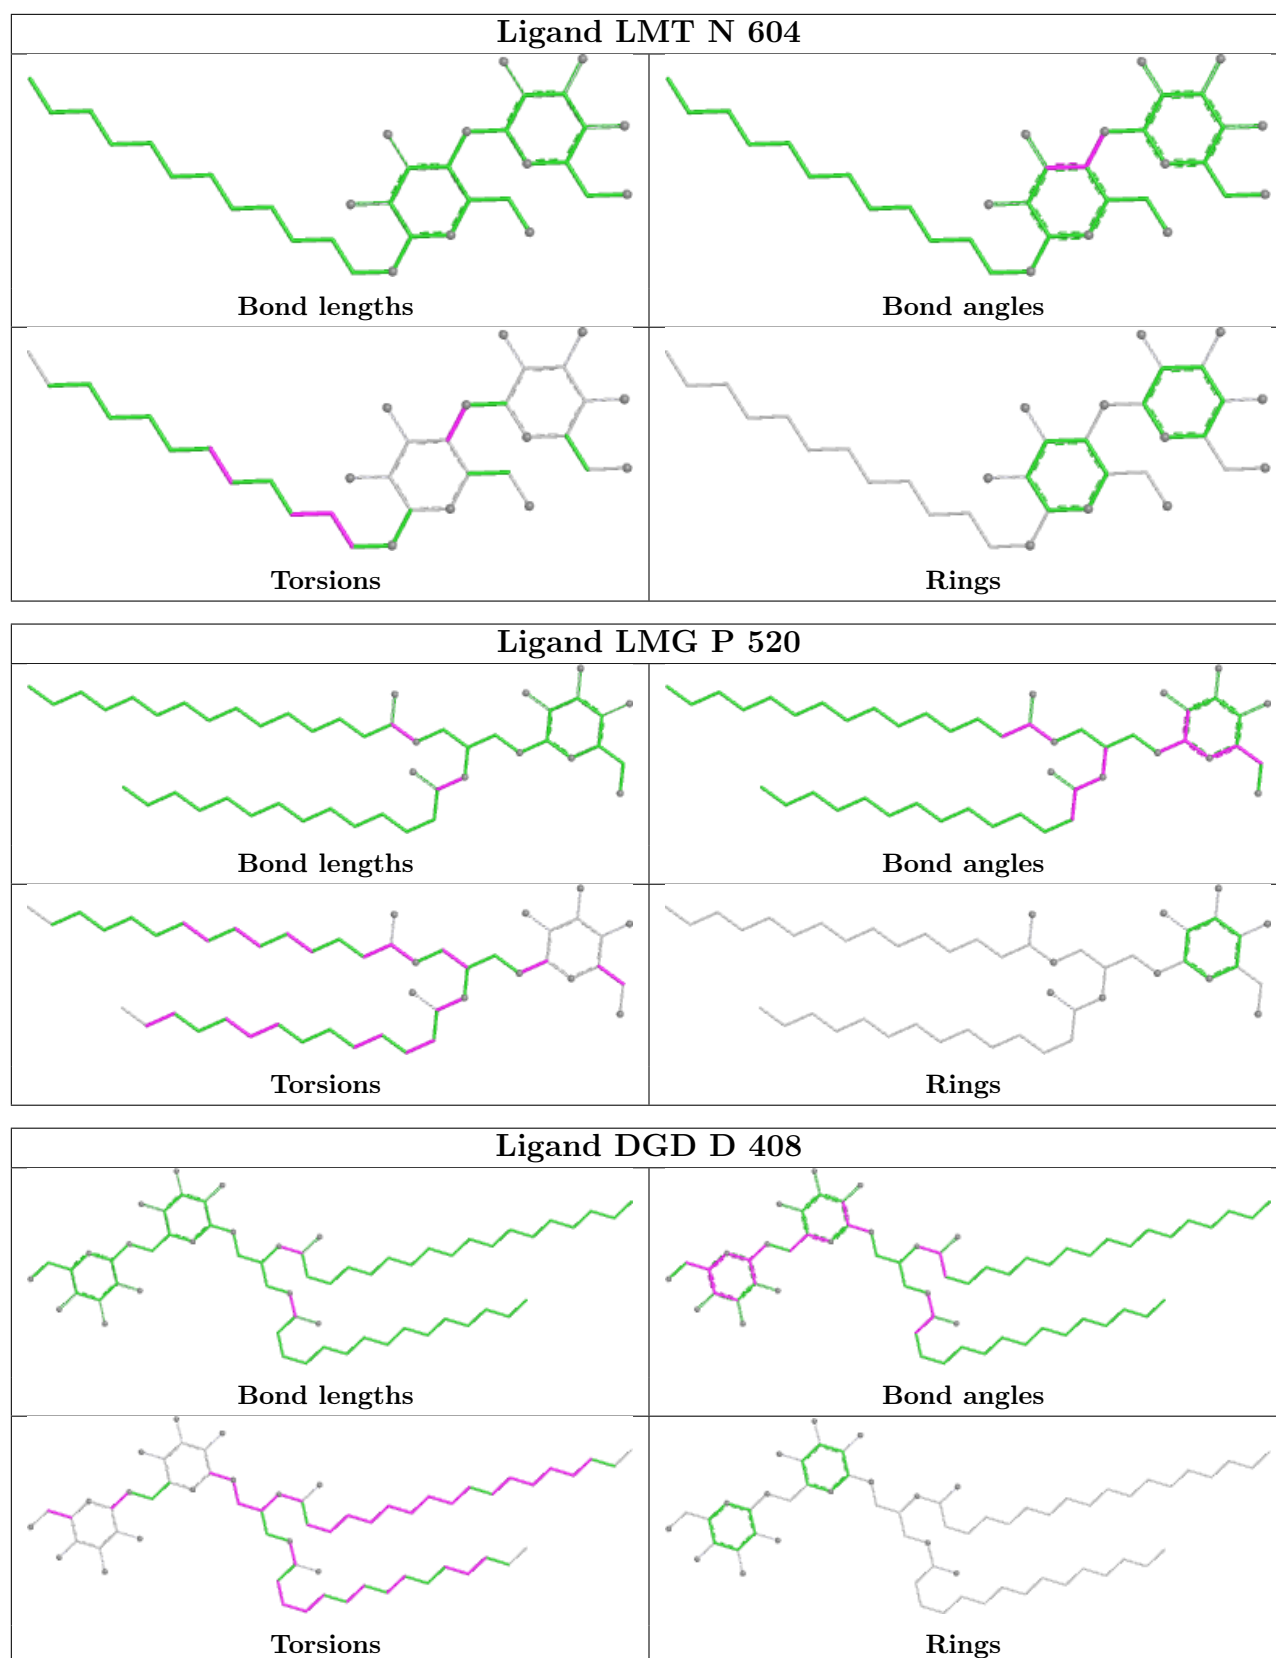 Ligand LMT N 604
Bond lengths
Bond angles
Torsions
Rings
Ligand LMG P 520
Bond lengths
Bond angles
Torsions
Rings
Ligand DGD D 408
Bond lengths
Bond angles
Torsions
Rings